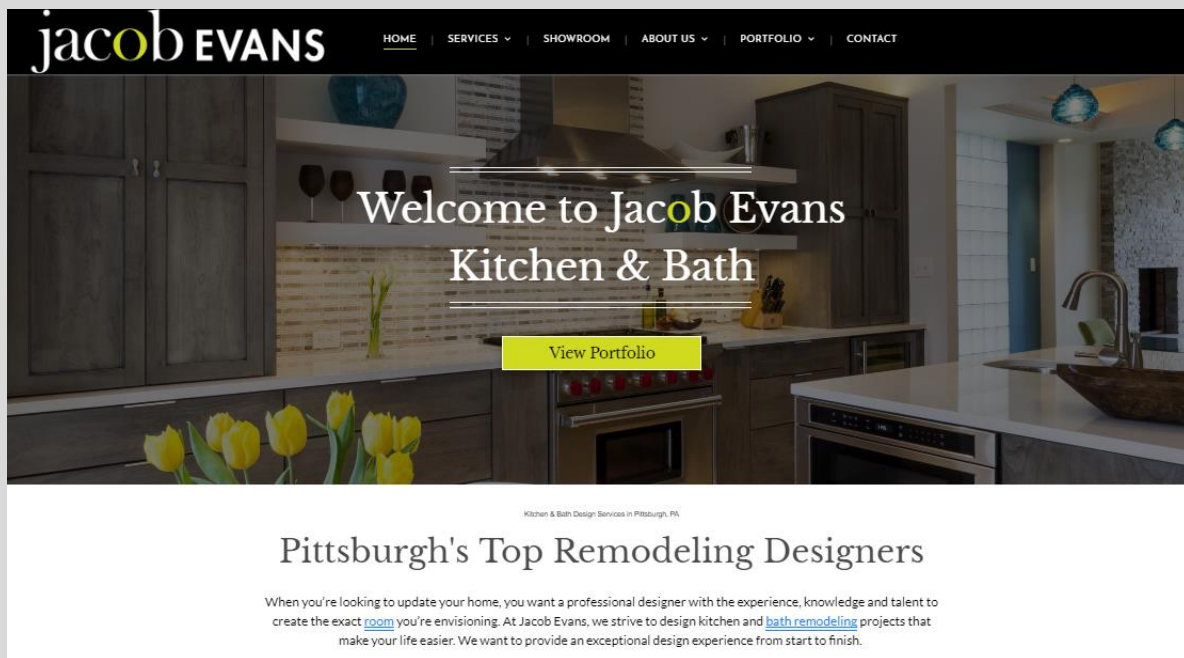 jacob EVANS
HOME | SERVICES | SHOWROOM | ABOUT US | PORTFOLIO | CONTACT
Welcome to Jacob Evans
Kitchen & Bath
View Portfolio
Kitchen & Bath Design Services in Pittsburgh, PA
Pittsburgh's Top Remodeling Designers
When you're looking to update your home, you want a professional designer with the experience, knowledge and talent to
create the exact room you're envisioning. At Jacob Evans, we strive to design kitchen and bath remodeling projects that
make your life easier. We want to provide an exceptional design experience from start to finish.